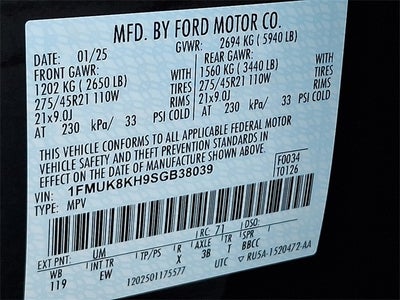 MFD. BY FORD MOTOR CO.
DATE: 01/25 GVWR: 2694 KG ( 5940 LB)
FRONT GAWR: REAR GAWR:
1202 KG ( 2650 LB) WITH 1560 KG ( 3440 LB) WITH
275/45R21 110W TIRES 275/45R21 110W TIRES
21x9.0J RIMS 21x9.0J RIMS
AT 230 kPa/ 33 PSI COLD AT 230 kPa/ 33 PSI COLD
THIS VEHICLE CONFORMS TO ALL APPLICABLE FEDERAL MOTOR
VEHICLE SAFETY AND THEFT PREVENTION STANDARDS IN
EFFECT ON THE DATE OF MANUFACTURE SHOWN ABOVE.
VIN: 1FMUK8KH9SGB38039 F0034
TYPE: MPV T0126
EXT PNT: UM RC: 71 DSO:
WB INT TR TP/PS R AXLE TR SPR
119 EW X 3B T BBCC
1202501175577 UTC ▽ RU5A-1520472-AA